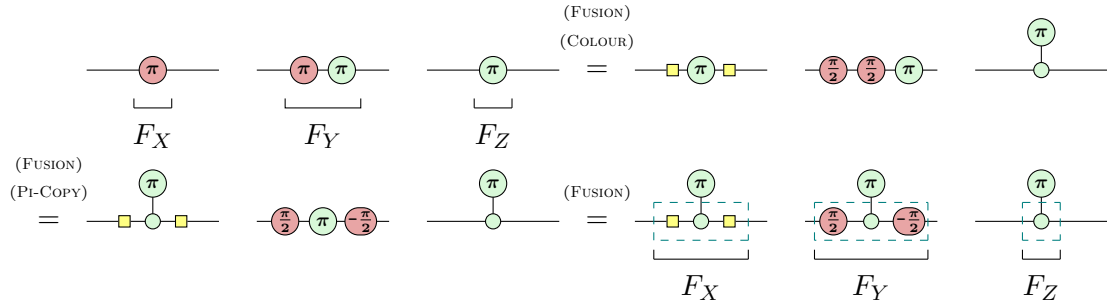 (FUSION)
(COLOUR)
π π π π = π π/2 π/2 π π
F_X F_Y F_Z
(FUSION)
(PI-COPY)
= π π/2 π -π/2 π (FUSION) = π π/2 π -π/2 π
F_X F_Y F_Z